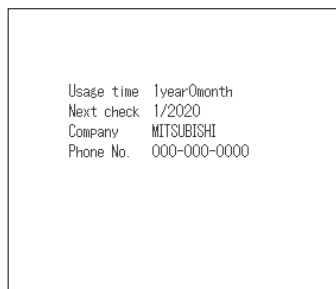 Usage time 1year0month
Next check 1/2020
Company MITSUBISHI
Phone No. 000-000-0000